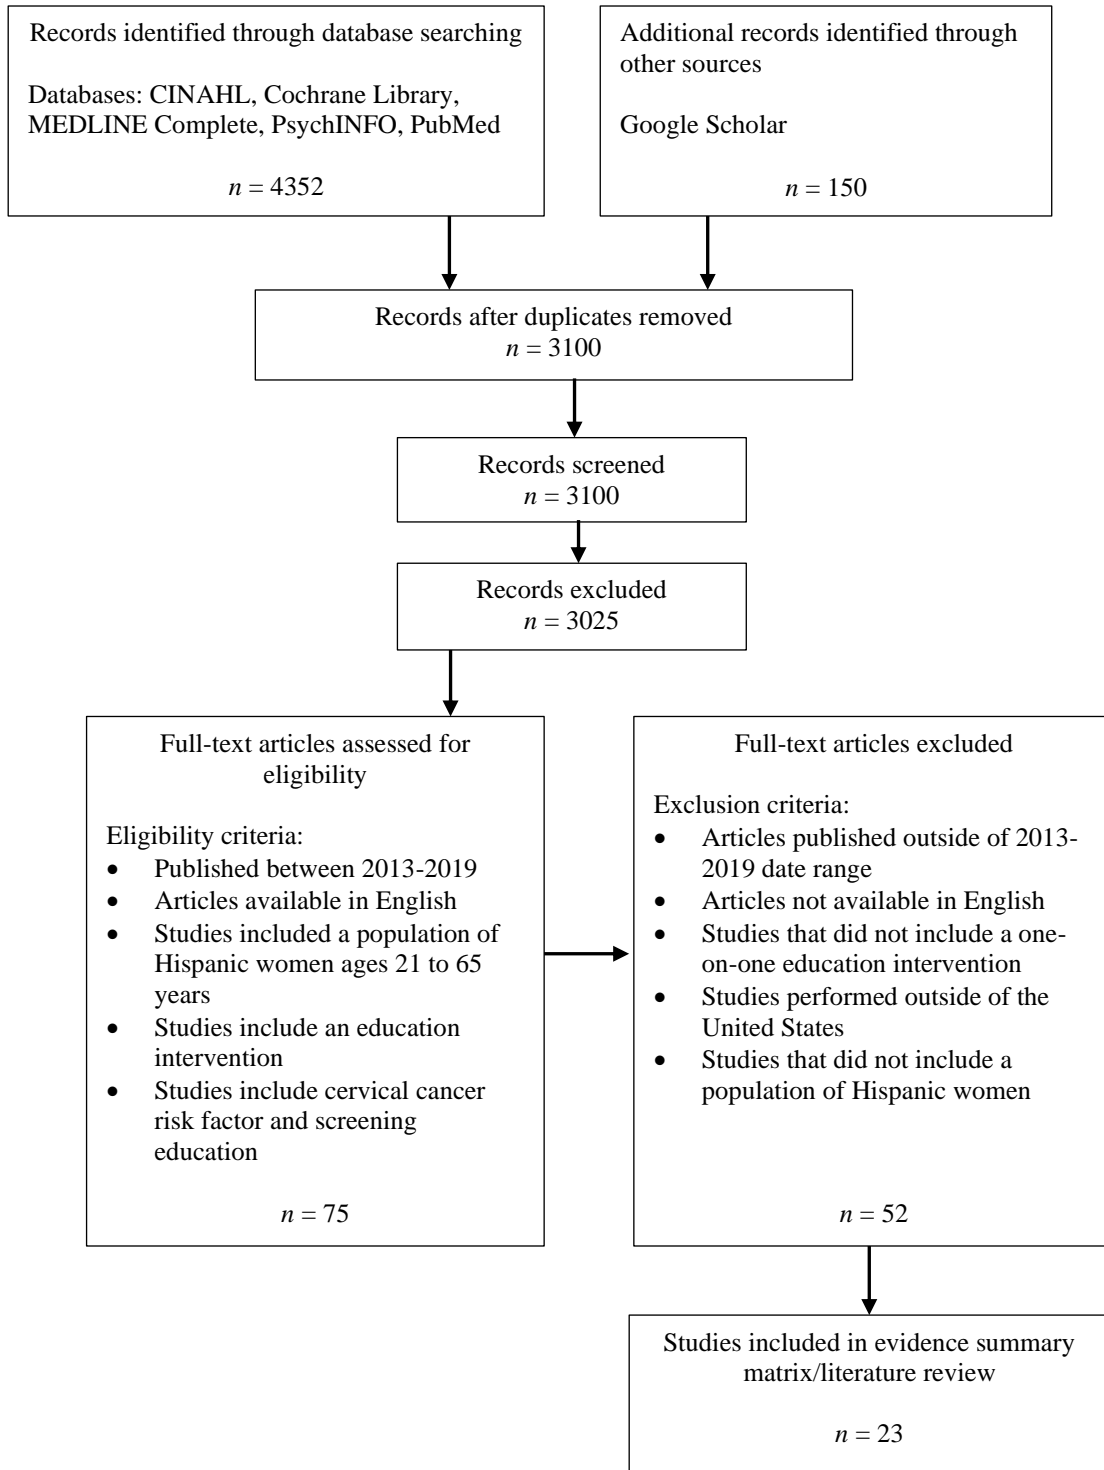 Records identified through database searching
Databases: CINAHL, Cochrane Library,
MEDLINE Complete, PsychINFO, PubMed
n = 4352
Additional records identified through
other sources
Google Scholar
n = 150
Records after duplicates removed
n = 3100
Records screened
n = 3100
Records excluded
n = 3025
Full-text articles assessed for
eligibility
Eligibility criteria:
• Published between 2013-2019
• Articles available in English
• Studies included a population of
Hispanic women ages 21 to 65
years
• Studies include an education
intervention
• Studies include cervical cancer
risk factor and screening
education
n = 75
Full-text articles excluded
Exclusion criteria:
• Articles published outside of 2013-
2019 date range
• Articles not available in English
• Studies that did not include a one-
on-one education intervention
• Studies performed outside of the
United States
• Studies that did not include a
population of Hispanic women
n = 52
Studies included in evidence summary
matrix/literature review
n = 23